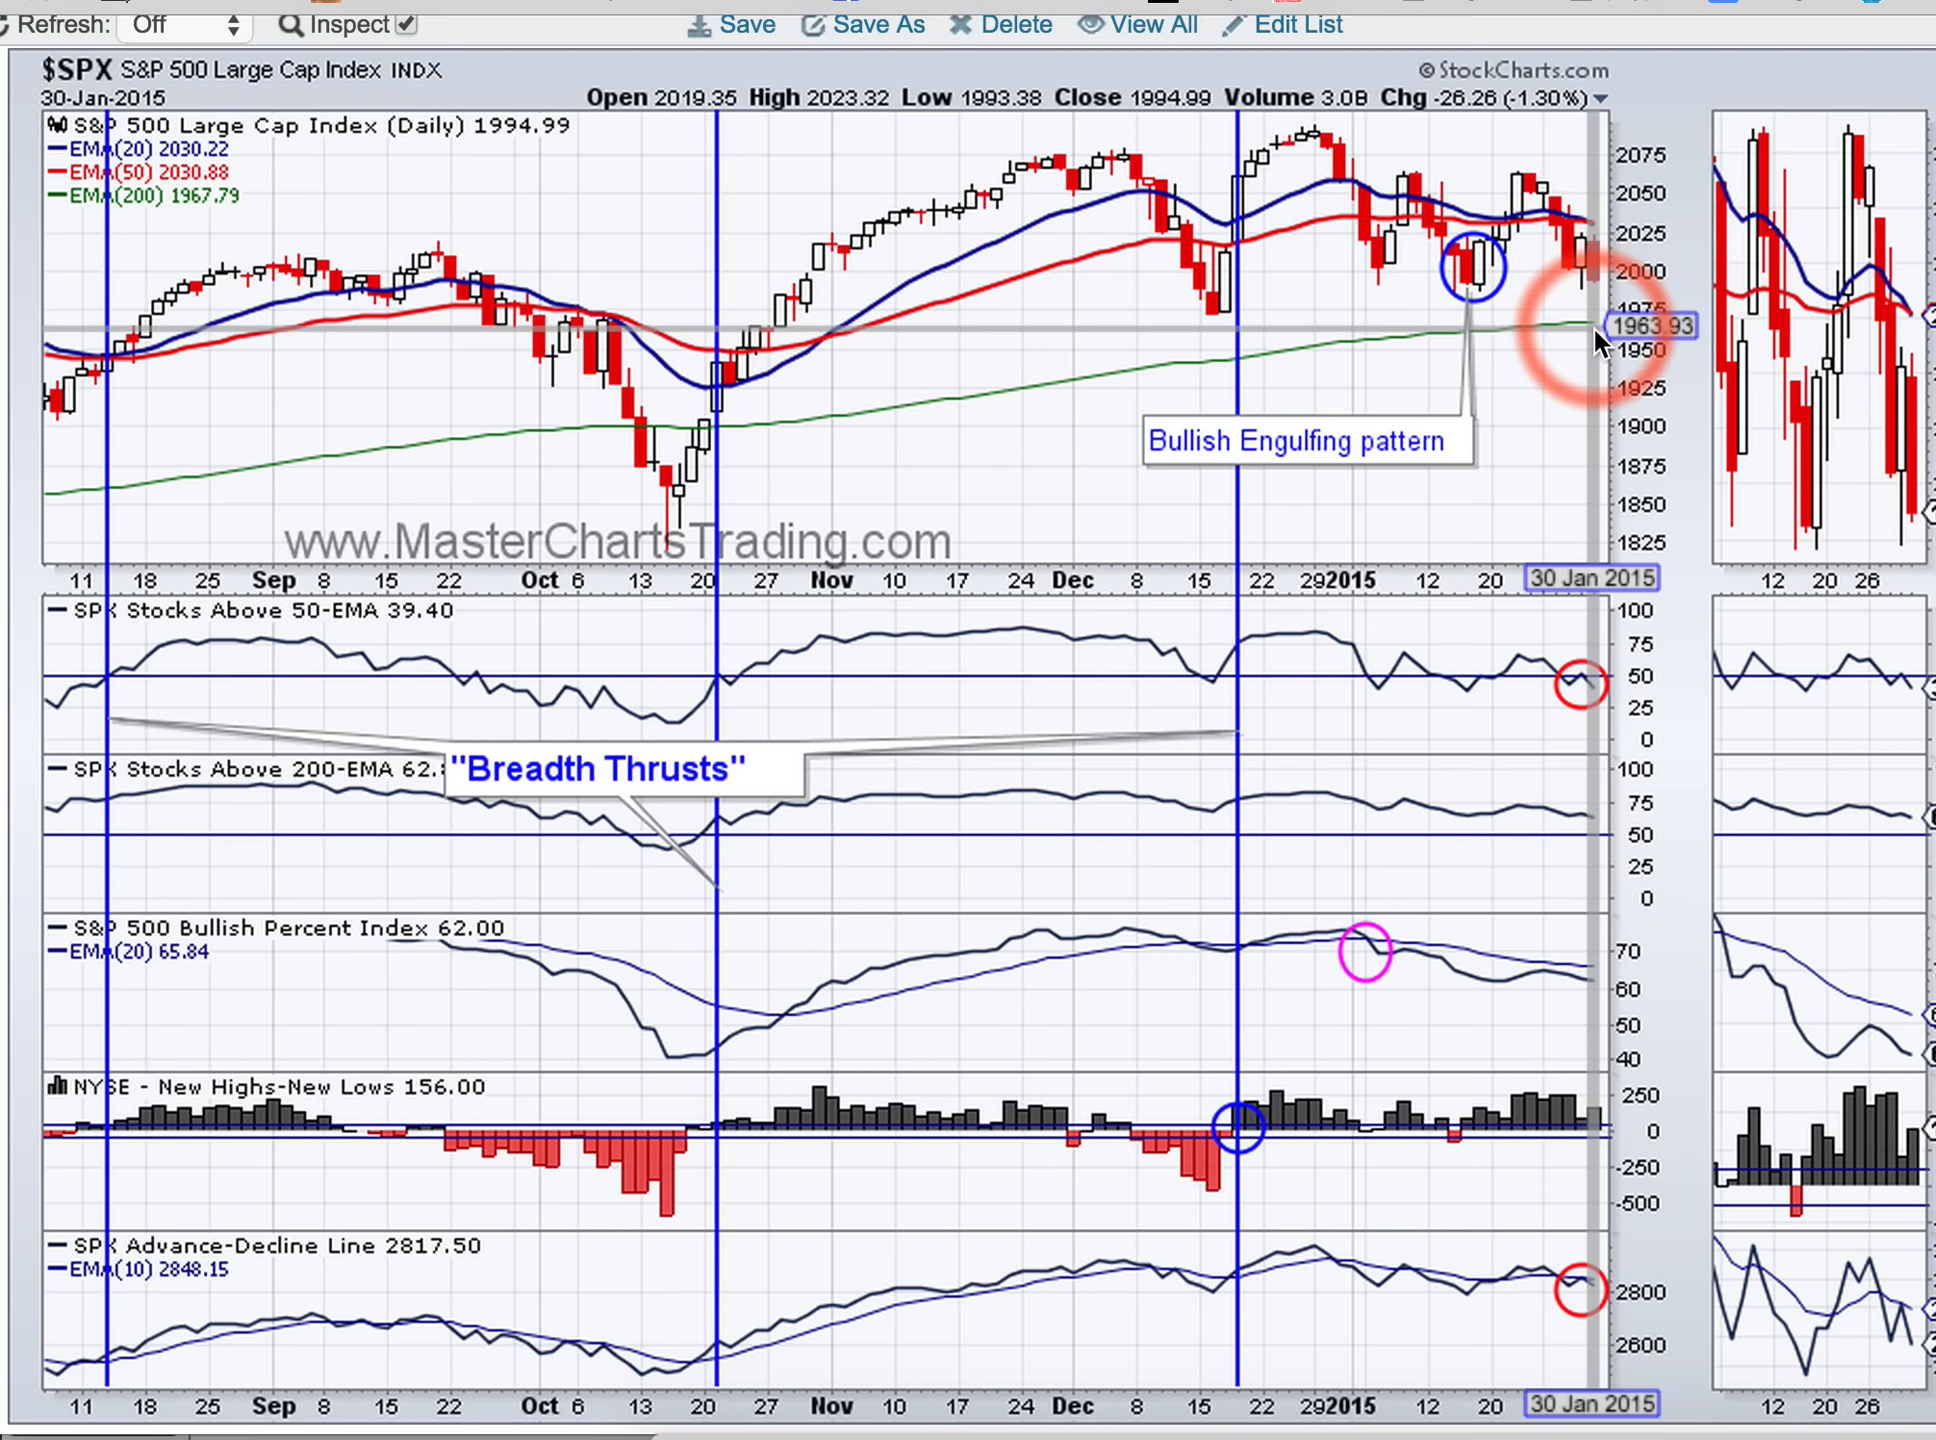 Refresh: Off Inspect Save Save As Delete View All Edit List
$SPX S&P 500 Large Cap Index INDX © StockCharts.com
30-Jan-2015 Open 2019.35 High 2023.32 Low 1993.38 Close 1994.99 Volume 3.0B Chg -26.26 (-1.30%)
S&P 500 Large Cap Index (Daily) 1994.99
EMA(20) 2030.22
EMA(50) 2030.88
EMA(200) 1967.79
2075
2050
2025
2000
1975
1963.93
1950
1925
1900
1875
1850
1825
Bullish Engulfing pattern
www.MasterChartsTrading.com
11 18 25 Sep 8 15 22 Oct 6 13 20 27 Nov 10 17 24 Dec 8 15 22 29 2015 12 20 30 Jan 2015
12 20 26
SPX Stocks Above 50-EMA 39.40
100
75
50
25
0
"Breadth Thrusts"
SPX Stocks Above 200-EMA 62.
100
75
50
25
0
S&P 500 Bullish Percent Index 62.00
EMA(20) 65.84
70
60
50
40
NYSE - New Highs-New Lows 156.00
250
0
-250
-500
SPX Advance-Decline Line 2817.50
EMA(10) 2848.15
2800
2600
11 18 25 Sep 8 15 22 Oct 6 13 20 27 Nov 10 17 24 Dec 8 15 22 29 2015 12 20 30 Jan 2015
12 20 26